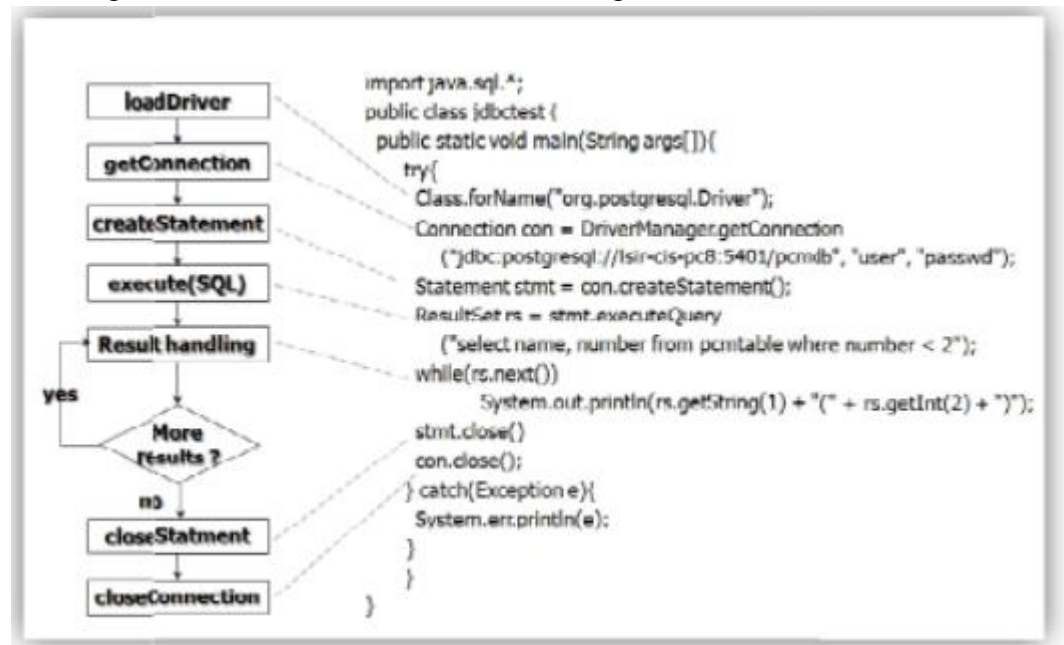 loadDriver
getConnection
createStatement
execute(SQL)
Result handling
yes
More
results ?
no
closeStatment
closeConnection
import java.sql.*;
public class jdbctest {
public static void main(String args[]){
try{
Class.forName("org.postgresql.Driver");
Connection con = DriverManager.getConnection
("jdbc:postgresql://lsir-cis-pc8:5401/pcmdb", "user", "passwd");
Statement stmt = con.createStatement();
ResultSet rs = stmt.executeQuery
("select name, number from pcmtable where number < 2");
while(rs.next())
System.out.println(rs.getString(1) + "(" + rs.getInt(2) + ")");
stmt.close()
con.close();
} catch(Exception e){
System.err.println(e);
}
}
}